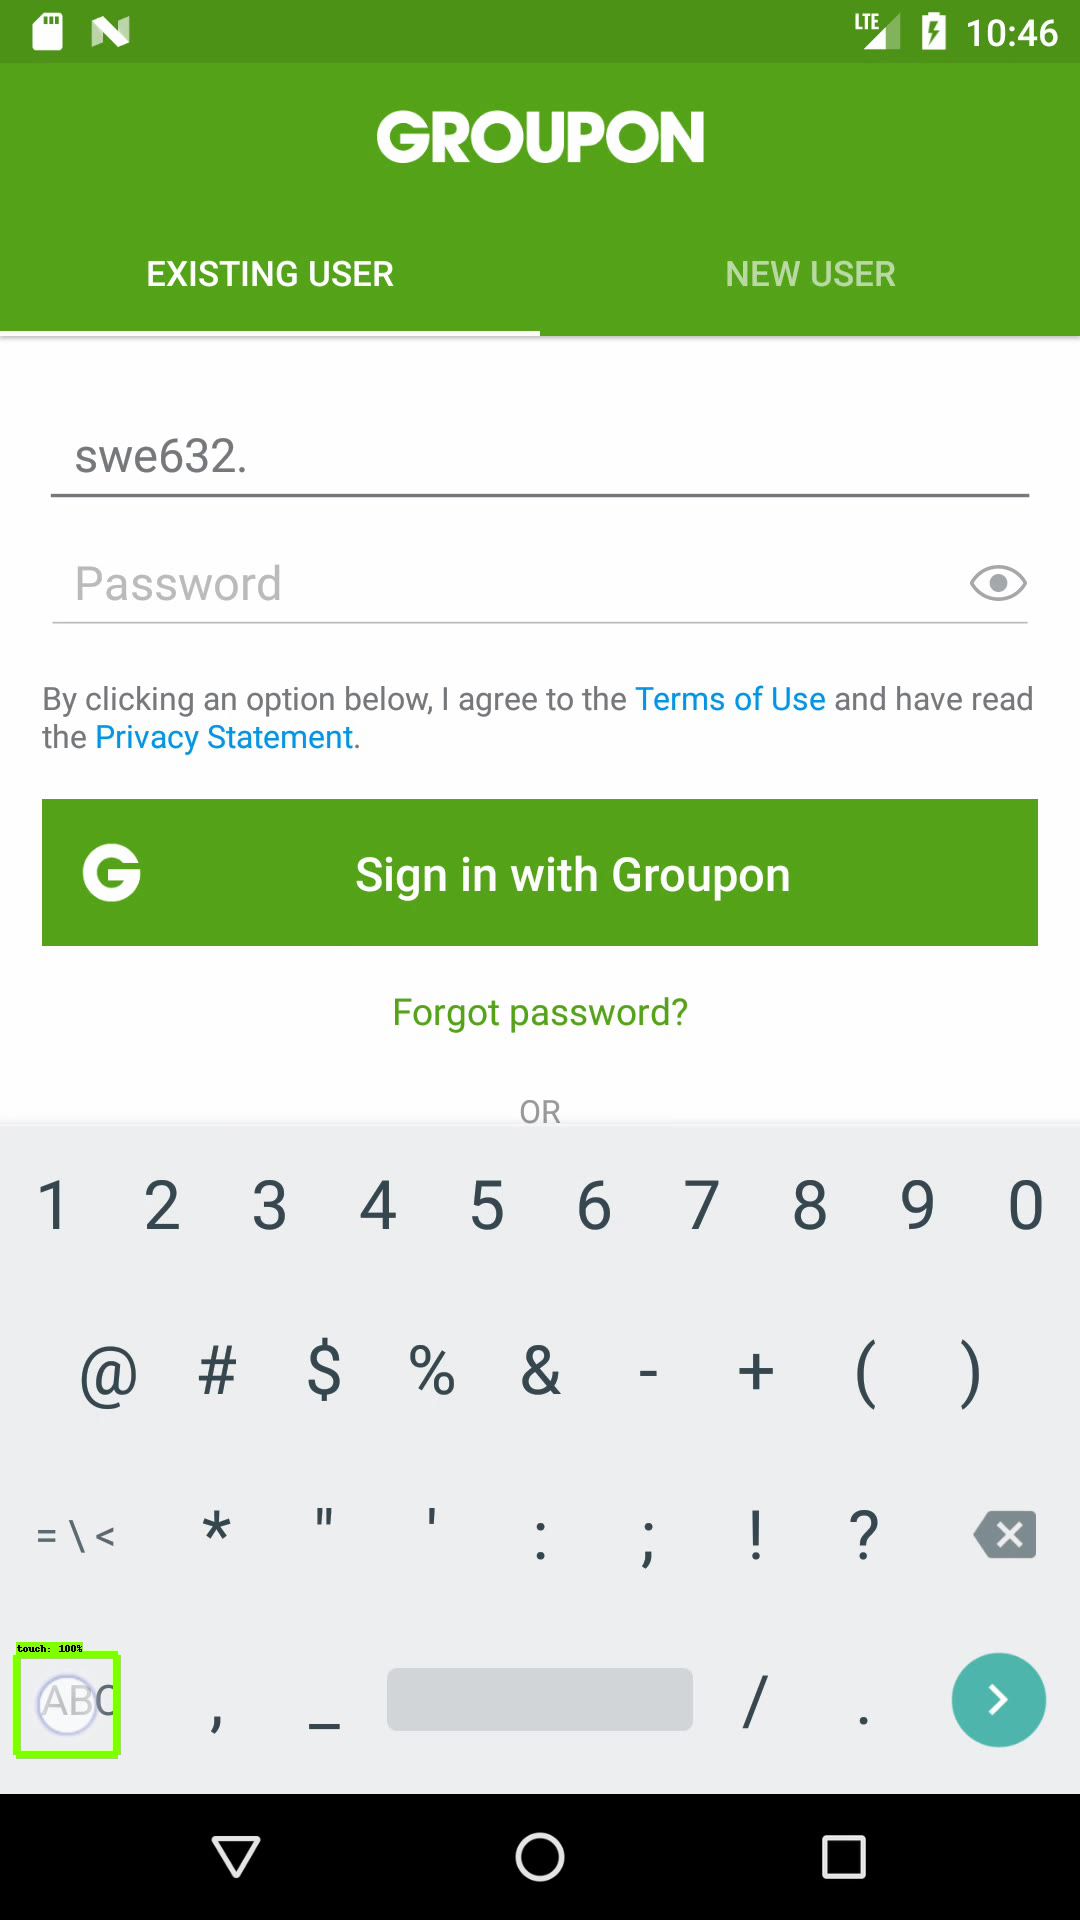 LTE 10:46
GROUPON
EXISTING USER NEW USER
swe632.
Password
By clicking an option below, I agree to the Terms of Use and have read
the Privacy Statement.
G Sign in with Groupon
Forgot password?
OR
1 2 3 4 5 6 7 8 9 0
@ # $ % & - + ( )
= \ < * " ' : ; ! ?
touch: 100%
ABC , _ / .